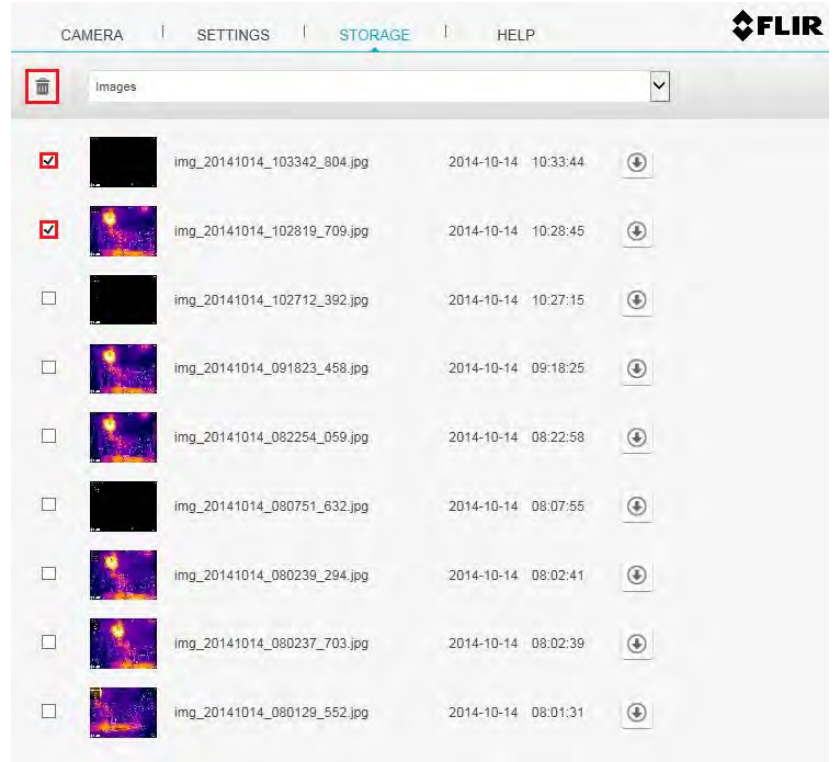 CAMERA | SETTINGS | STORAGE | HELP
FLIR
Images
img_20141014_103342_804.jpg 2014-10-14 10:33:44
img_20141014_102819_709.jpg 2014-10-14 10:28:45
img_20141014_102712_392.jpg 2014-10-14 10:27:15
img_20141014_091823_458.jpg 2014-10-14 09:18:25
img_20141014_082254_059.jpg 2014-10-14 08:22:58
img_20141014_080751_632.jpg 2014-10-14 08:07:55
img_20141014_080239_294.jpg 2014-10-14 08:02:41
img_20141014_080237_703.jpg 2014-10-14 08:02:39
img_20141014_080129_552.jpg 2014-10-14 08:01:31